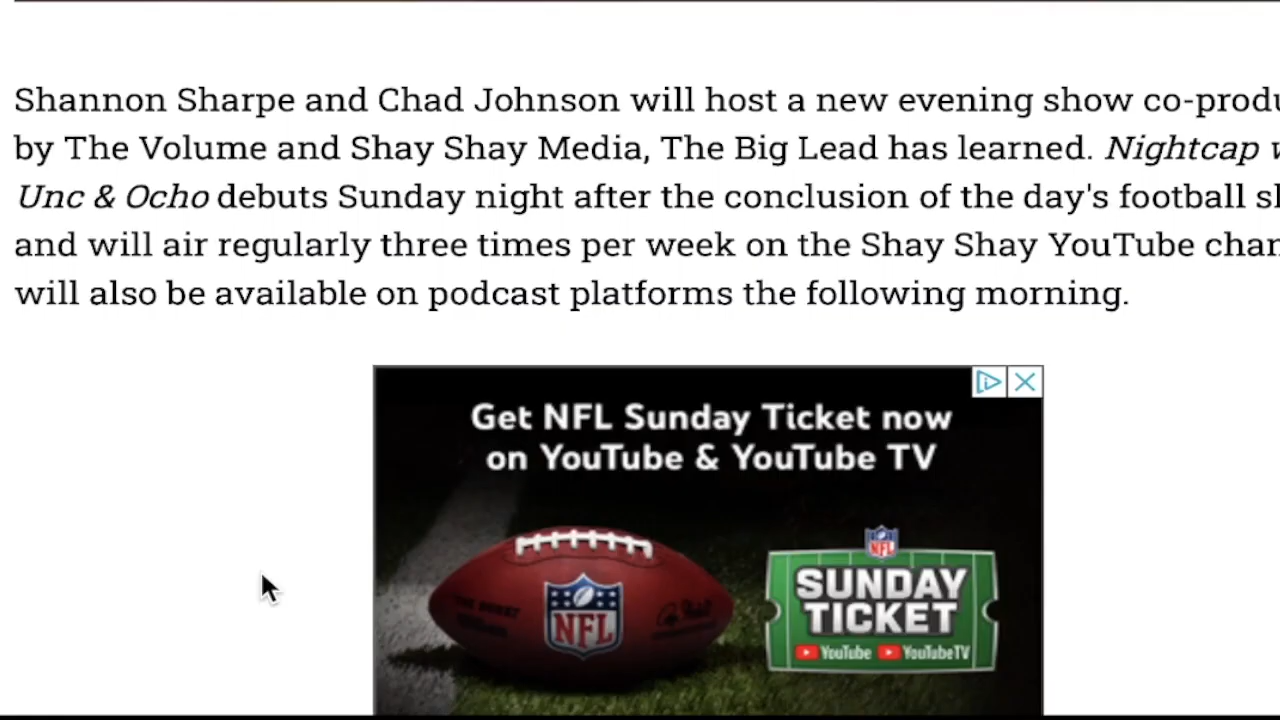 Shannon Sharpe and Chad Johnson will host a new evening show co-produ
by The Volume and Shay Shay Media, The Big Lead has learned. Nightcap w
Unc & Ocho debuts Sunday night after the conclusion of the day's football sl
and will air regularly three times per week on the Shay Shay YouTube chan
will also be available on podcast platforms the following morning.
Get NFL Sunday Ticket now
on YouTube & YouTube TV
NFL
NFL
SUNDAY
TICKET
YouTube YouTubeTV